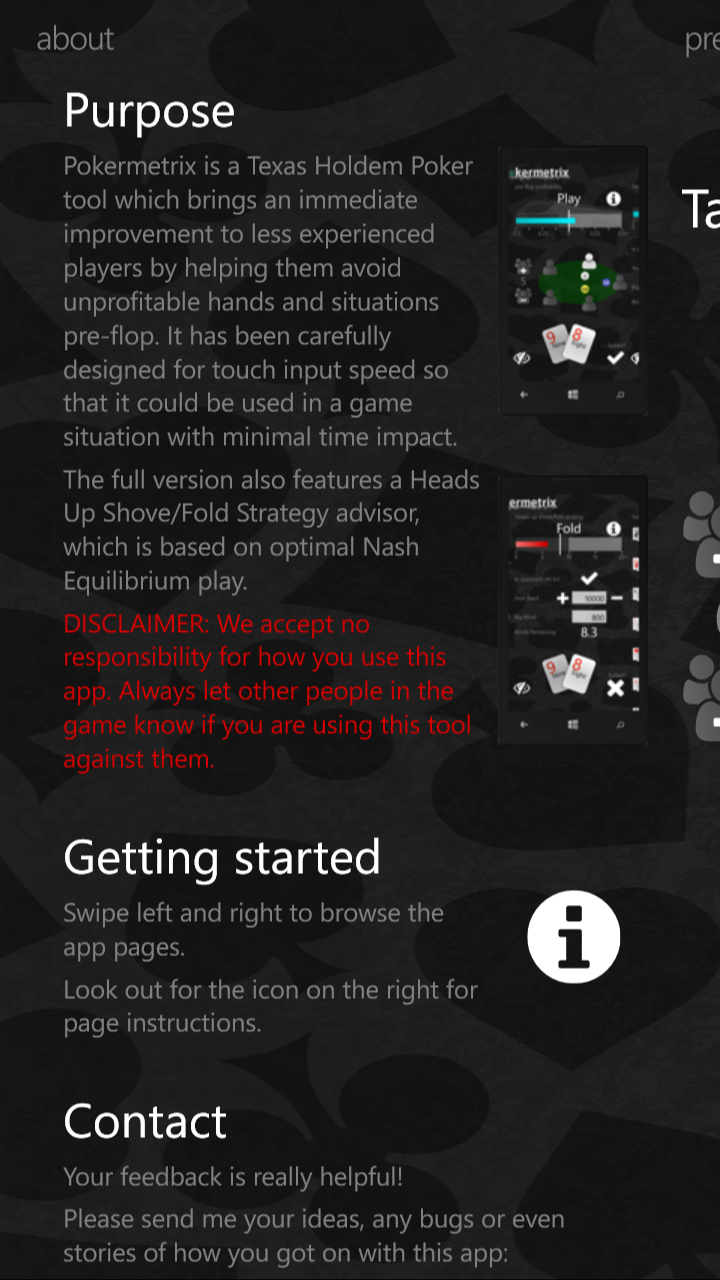 about
pre
Purpose
Pokermetrix is a Texas Holdem Poker
tool which brings an immediate
improvement to less experienced
players by helping them avoid
unprofitable hands and situations
pre-flop. It has been carefully
designed for touch input speed so
that it could be used in a game
situation with minimal time impact.
kermetrix
Play
9
8
Ta
The full version also features a Heads
Up Shove/Fold Strategy advisor,
which is based on optimal Nash
Equilibrium play.
DISCLAIMER: We accept no
responsibility for how you use this
app. Always let other people in the
game know if you are using this tool
against them.
ermetrix
Fold
10000
800
8.3
9
8
Getting started
Swipe left and right to browse the
app pages.
Look out for the icon on the right for
page instructions.
Contact
Your feedback is really helpful!
Please send me your ideas, any bugs or even
stories of how you got on with this app: